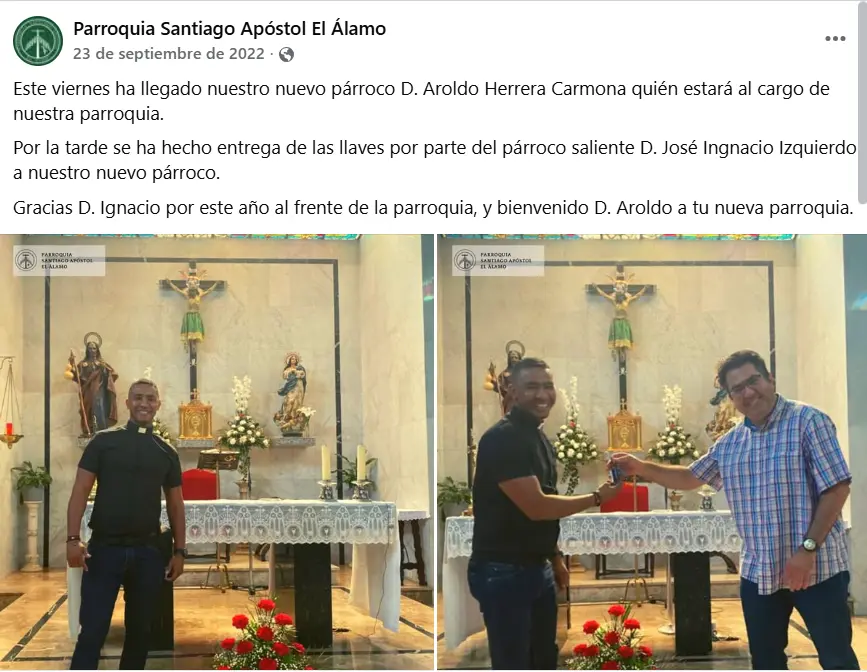 Parroquia Santiago Apóstol El Álamo
23 de septiembre de 2022 ·
Este viernes ha llegado nuestro nuevo párroco D. Aroldo Herrera Carmona quién estará al cargo de
nuestra parroquia.
Por la tarde se ha hecho entrega de las llaves por parte del párroco saliente D. José Ingnacio Izquierdo
a nuestro nuevo párroco.
Gracias D. Ignacio por este año al frente de la parroquia, y bienvenido D. Aroldo a tu nueva parroquia.
PARROQUIA
SANTIAGO APÓSTOL
EL ÁLAMO
PARROQUIA
SANTIAGO APÓSTOL
EL ÁLAMO